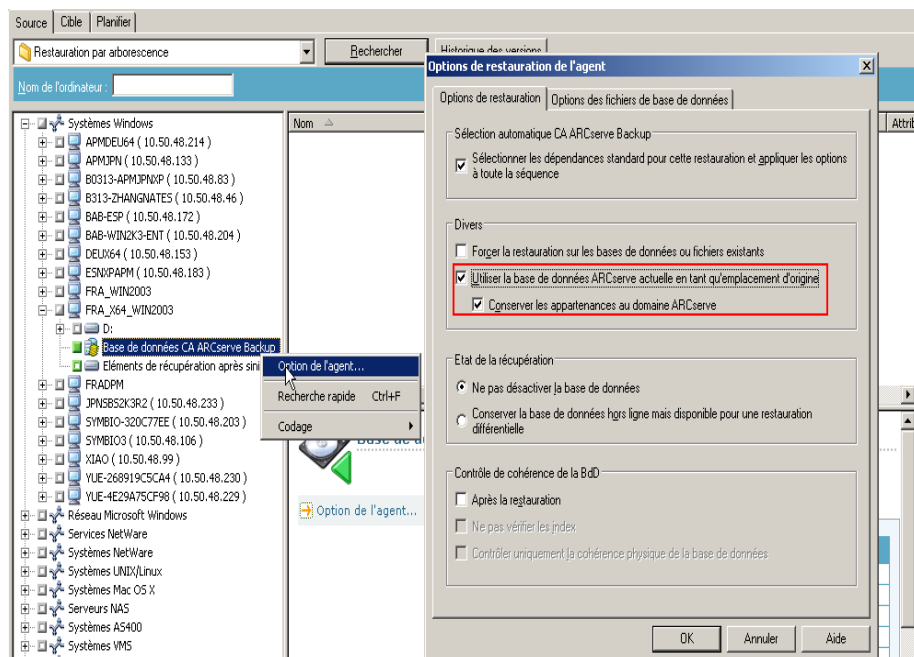 Source
Cible
Planifier
Restauration par arborescence
Rechercher
Historique des versions
Nom de l'ordinateur :
Systèmes Windows
APMDEU64 ( 10.50.48.214 )
APMJPN ( 10.50.48.133 )
B0313-APMJPNXP ( 10.50.48.83 )
B313-ZHANGNATES ( 10.50.48.46 )
BAB-ESP ( 10.50.48.172 )
BAB-WIN2K3-ENT ( 10.50.48.204 )
DEUX64 ( 10.50.48.153 )
ESNXPAPM ( 10.50.48.183 )
FRA_WIN2003
FRA_X64_WIN2003
D:
Base de données CA ARCserve Backup
Eléments de récupération après sini
FRADPM
JPNSBS2K3R2 ( 10.50.48.233 )
SYMBIO-320C77EE ( 10.50.48.203 )
SYMBIO3 ( 10.50.48.106 )
XIAO ( 10.50.48.99 )
YUE-268919C5CA4 ( 10.50.48.230 )
YUE-4E29A75CF98 ( 10.50.48.229 )
Réseau Microsoft Windows
Services NetWare
Systèmes NetWare
Systèmes UNIX/Linux
Systèmes Mac OS X
Serveurs NAS
Systèmes AS400
Systèmes VMS
Nom
Attrib
Option de l'agent...
Recherche rapide Ctrl+F
Codage
Base de d
Option de l'agent...
Options de restauration de l'agent
Options de restauration
Options des fichiers de base de données
Sélection automatique CA ARCserve Backup
Sélectionner les dépendances standard pour cette restauration et appliquer les options
à toute la séquence
Divers
Forcer la restauration sur les bases de données ou fichiers existants
Utiliser la base de données ARCserve actuelle en tant qu'emplacement d'origine
Conserver les appartenances au domaine ARCserve
Etat de la récupération
Ne pas désactiver la base de données
Conserver la base de données hors ligne mais disponible pour une restauration
différentielle
Contrôle de cohérence de la BdD
Après la restauration
Ne pas vérifier les index
Contrôler uniquement la cohérence physique de la base de données
OK
Annuler
Aide